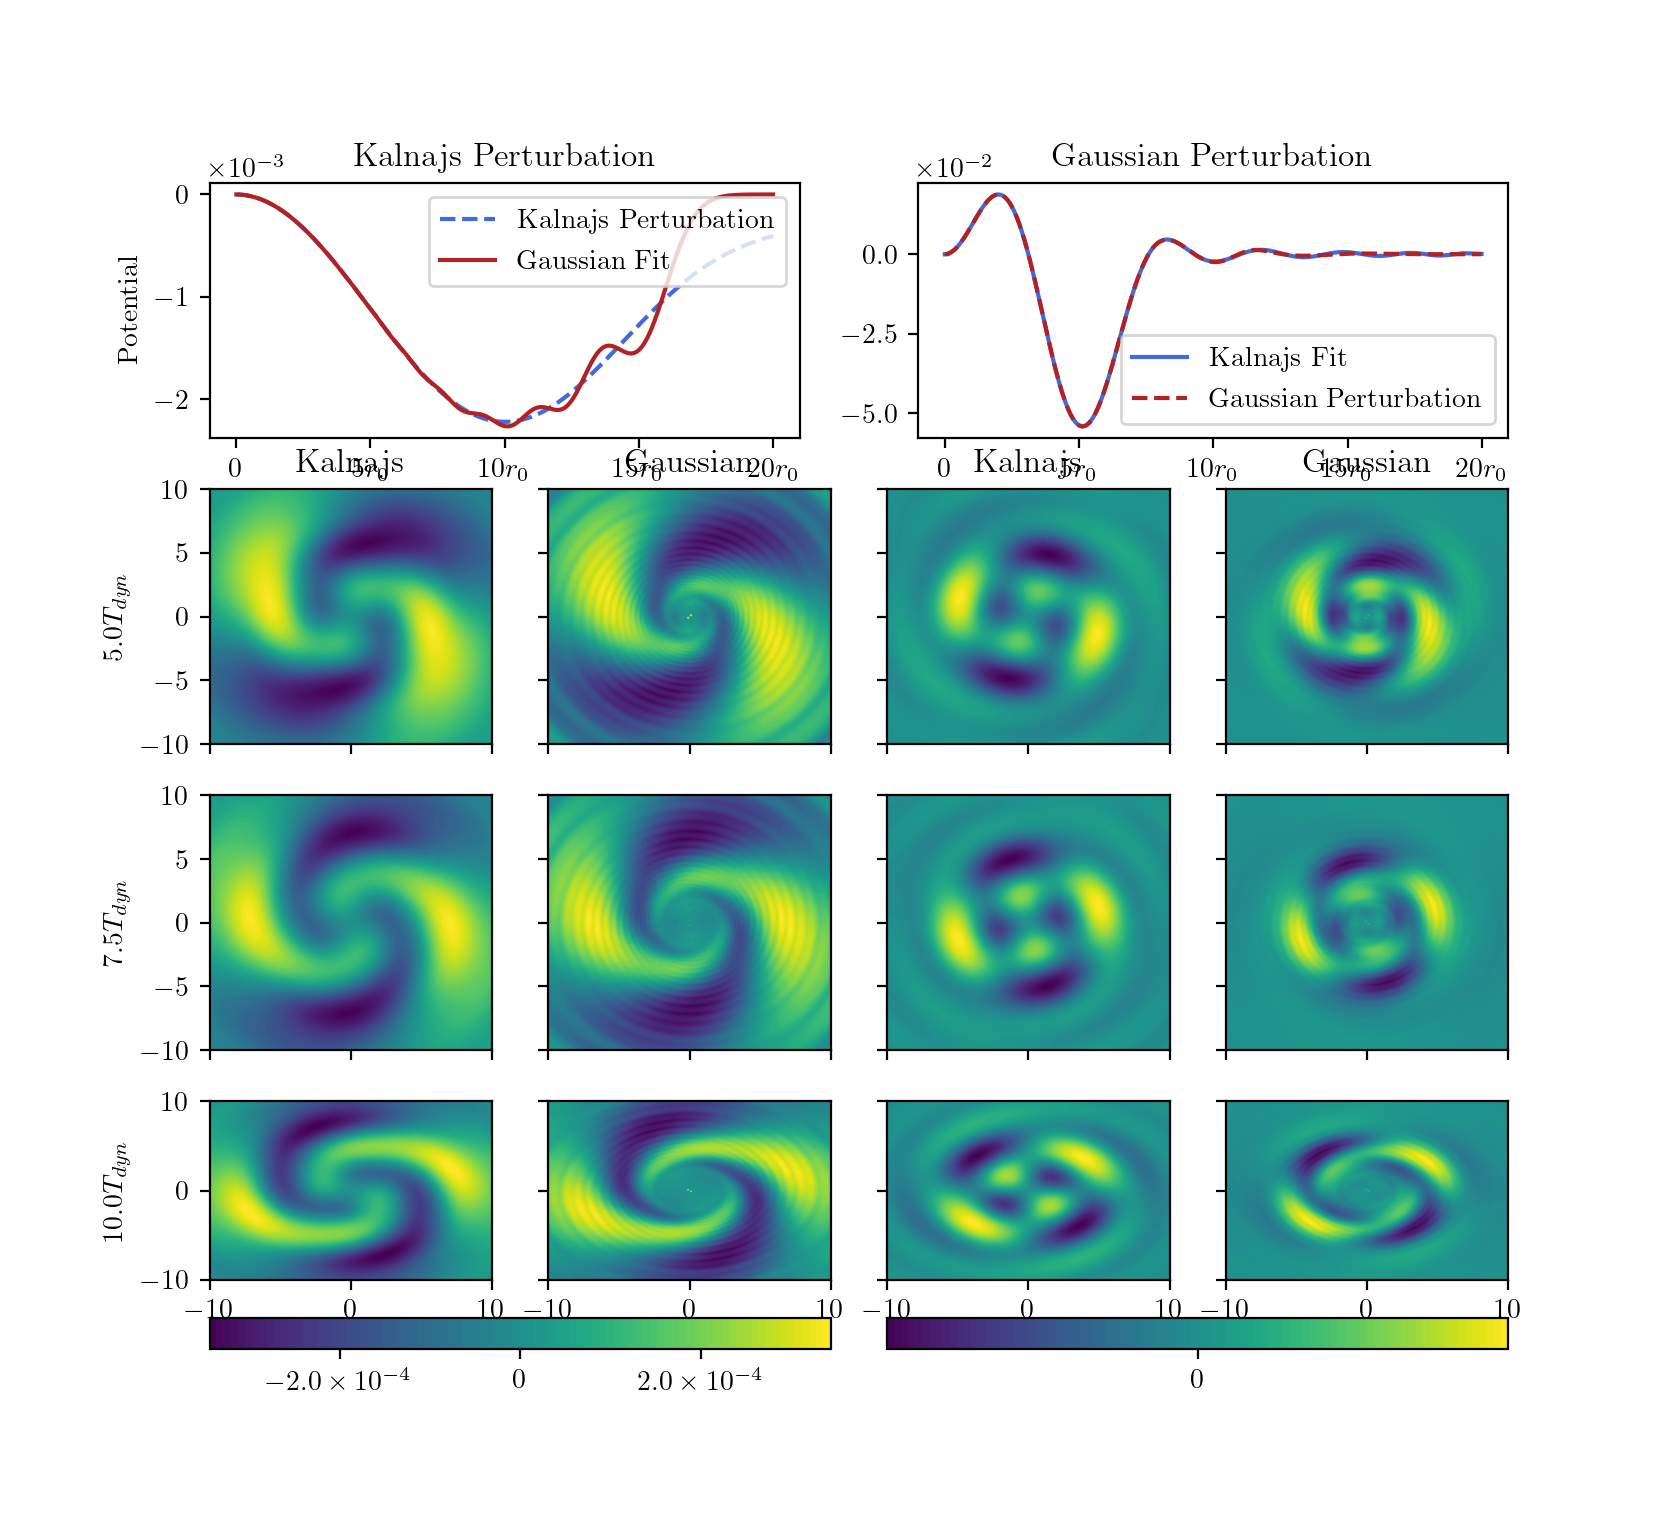 Kalnajs Perturbation
Gaussian Perturbation
×10⁻³
×10⁻²
0
−1
−2
Potential
Kalnajs Perturbation
Gaussian Fit
0.0
−2.5
−5.0
Kalnajs Fit
Gaussian Perturbation
0 5r₀ 10r₀ 15r₀ 20r₀
0 5r₀ 10r₀ 15r₀ 20r₀
Kalnajs
Gaussian
Kalnajs
Gaussian
10
5
0
−5
−10
5.0T_dyn
10
5
0
−5
−10
7.5T_dyn
10
0
−10
10.0T_dyn
−10 0 10
−10 0 10
−10 0 10
−10 0 10
−2.0 × 10⁻⁴ 0 2.0 × 10⁻⁴
0